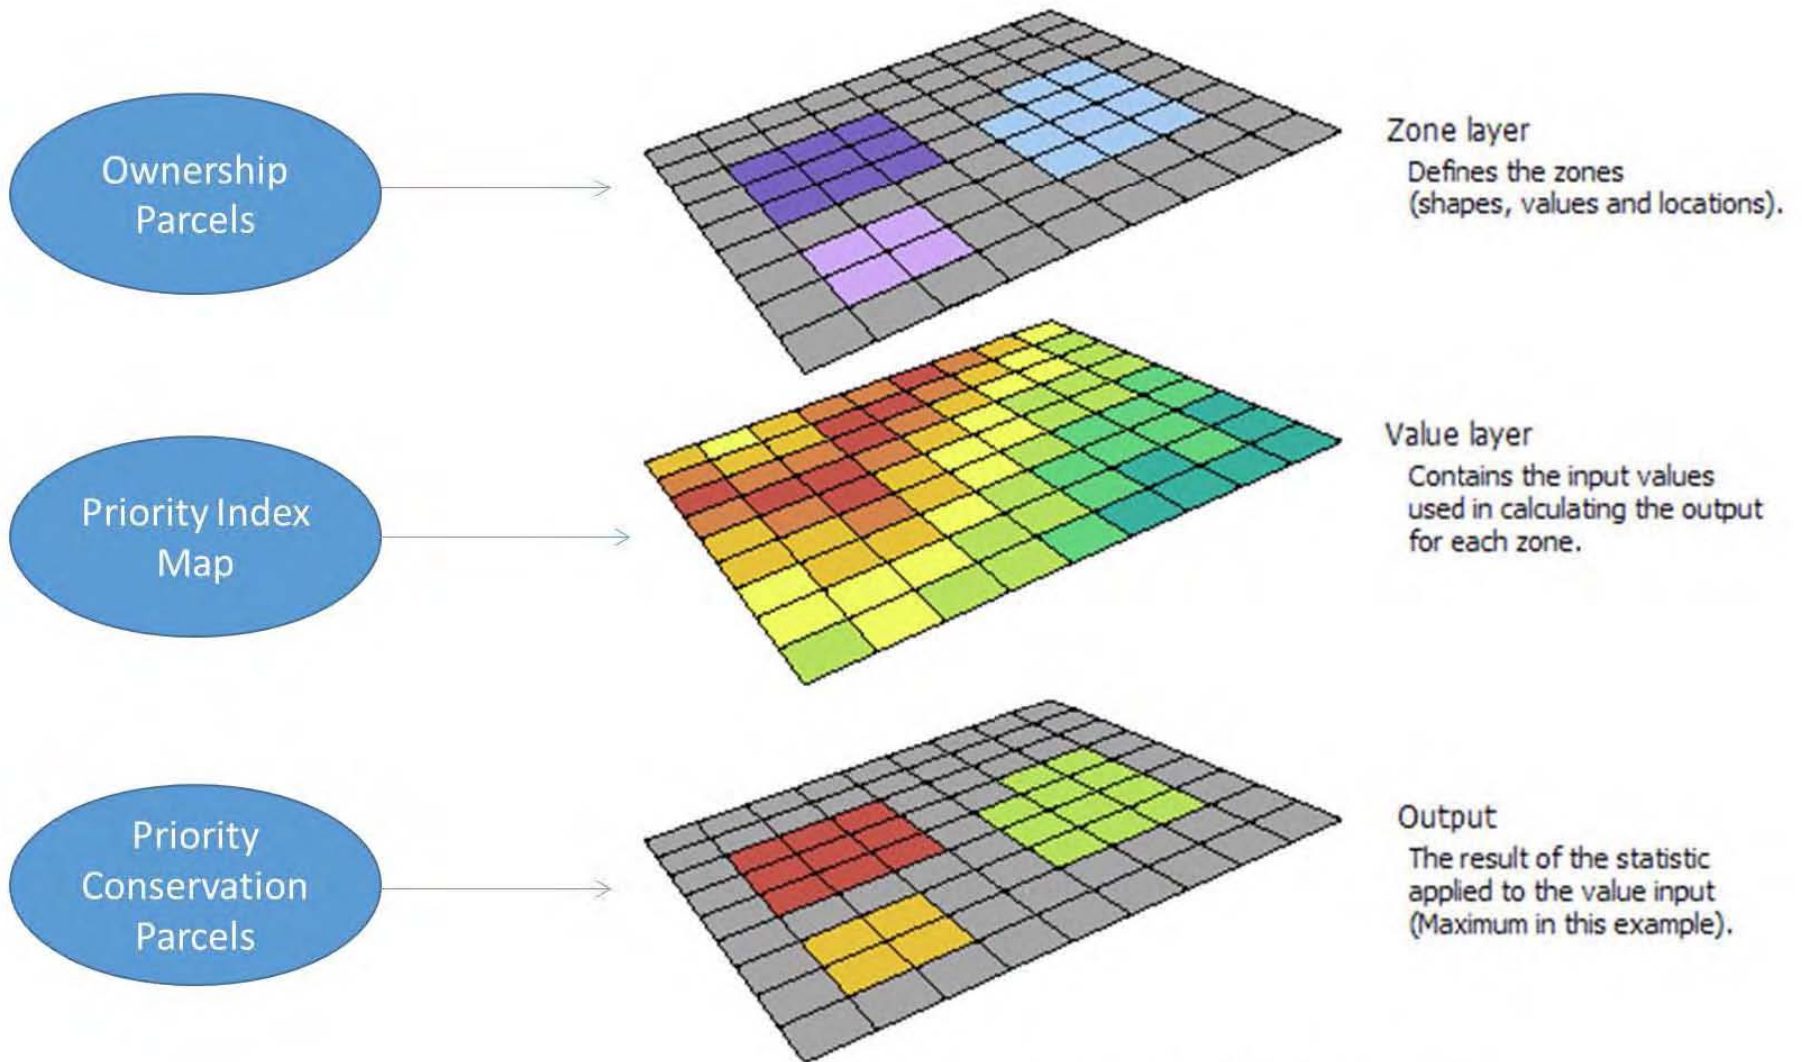 Ownership
Parcels
Zone layer
Defines the zones
(shapes, values and locations).
Priority Index
Map
Value layer
Contains the input values
used in calculating the output
for each zone.
Priority
Conservation
Parcels
Output
The result of the statistic
applied to the value input
(Maximum in this example).